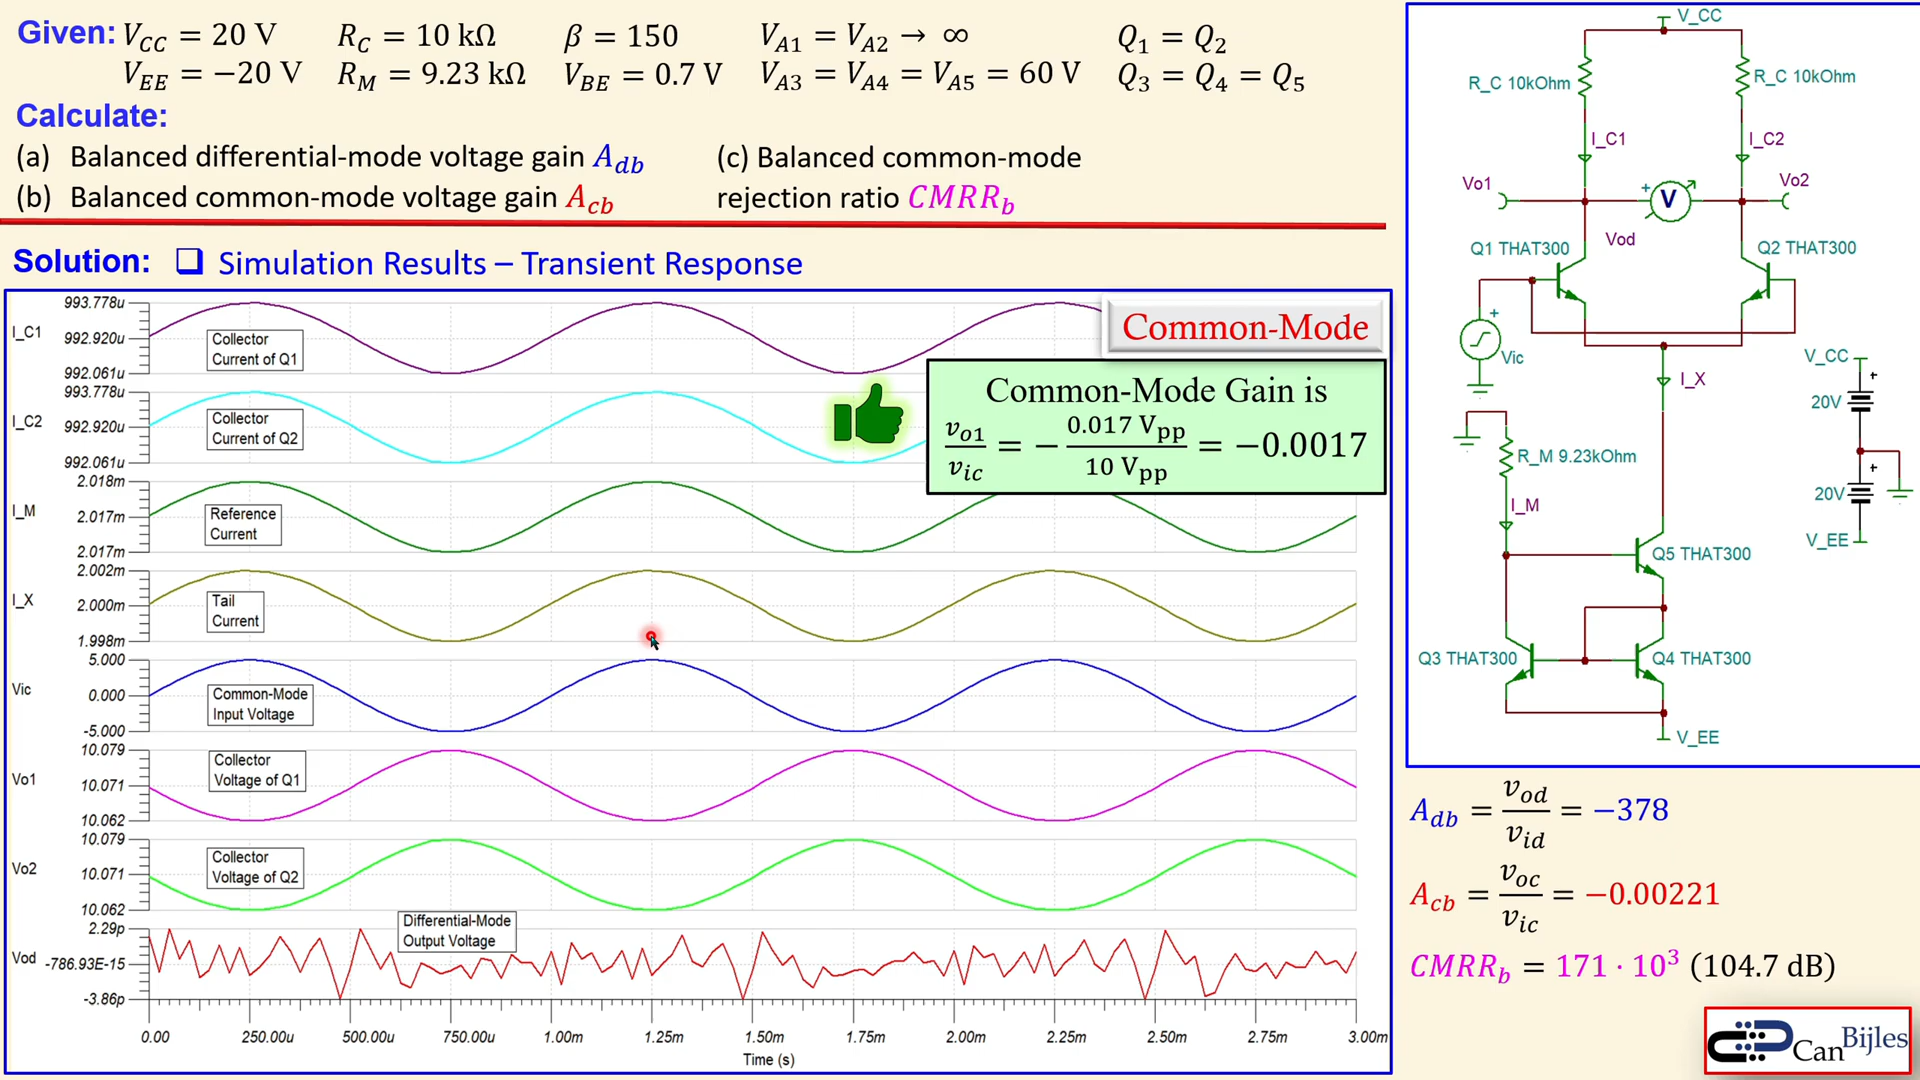 Given: V_CC = 20 V R_C = 10 kΩ β = 150 V_A1 = V_A2 → ∞ Q_1 = Q_2
V_EE = −20 V R_M = 9.23 kΩ V_BE = 0.7 V V_A3 = V_A4 = V_A5 = 60 V Q_3 = Q_4 = Q_5
Calculate:
(a) Balanced differential-mode voltage gain A_db
(b) Balanced common-mode voltage gain A_cb
(c) Balanced common-mode
rejection ratio CMRR_b
Solution: ❑ Simulation Results – Transient Response
Common-Mode
Common-Mode Gain is
v_o1/v_ic = − 0.017 V_pp / 10 V_pp = −0.0017
I_C1
993.778u
992.920u
992.061u
Collector
Current of Q1
I_C2
993.778u
992.920u
992.061u
Collector
Current of Q2
I_M
2.018m
2.017m
2.017m
Reference
Current
I_X
2.002m
2.000m
1.998m
Tail
Current
Vic
5.000
0.000
-5.000
Common-Mode
Input Voltage
Vo1
10.079
10.071
10.062
Collector
Voltage of Q1
Vo2
10.079
10.071
10.062
Collector
Voltage of Q2
Vod
2.29p
-786.93E-15
-3.86p
Differential-Mode
Output Voltage
0.00 250.00u 500.00u 750.00u 1.00m 1.25m 1.50m 1.75m 2.00m 2.25m 2.50m 2.75m 3.00m
Time (s)
V_CC
R_C 10kOhm
R_C 10kOhm
I_C1
I_C2
Vo1
+
V
Vo2
Vod
Q1 THAT300
Q2 THAT300
+
Vic
I_X
V_CC
+
20V
R_M 9.23kOhm
+
20V
I_M
V_EE
Q5 THAT300
Q3 THAT300
Q4 THAT300
V_EE
A_db = v_od/v_id = −378
A_cb = v_oc/v_ic = −0.00221
CMRR_b = 171 · 10³ (104.7 dB)
CanBijles